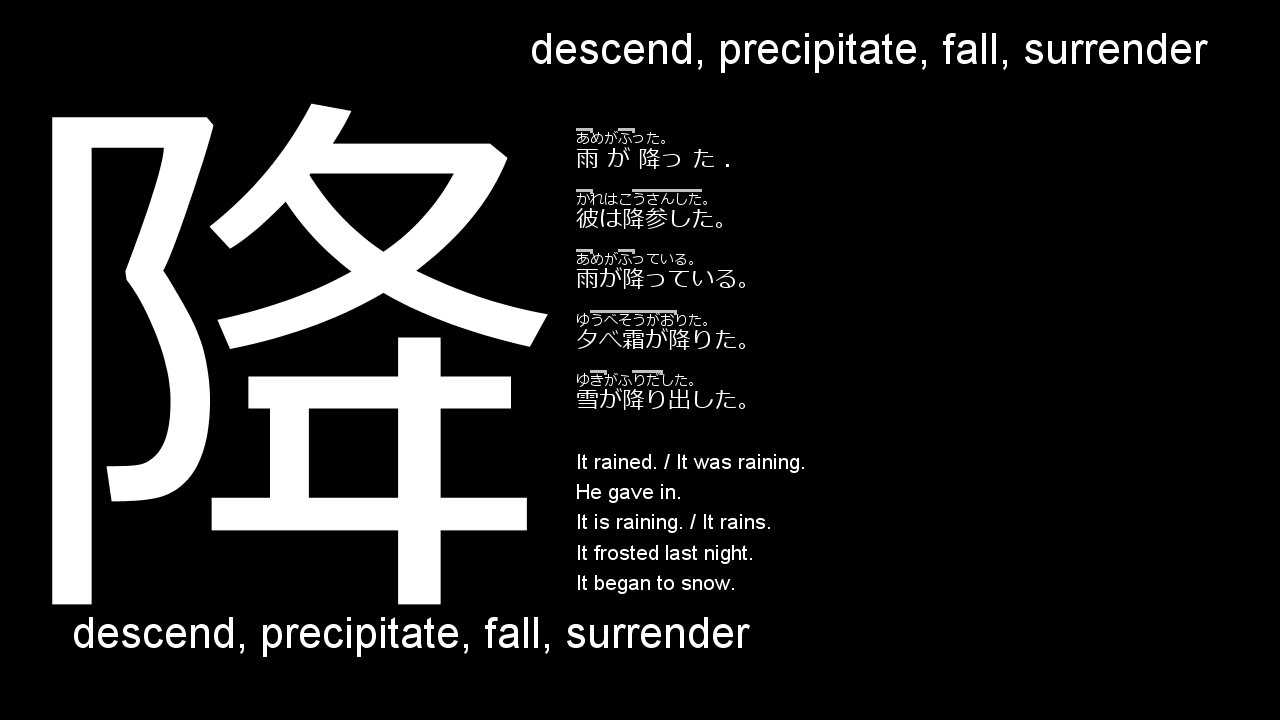 descend, precipitate, fall, surrender
降
あめがふった。
雨 が 降っ た .
かれはこうさんした。
彼は降参した。
あめがふっている。
雨が降っている。
ゆうべそうがおりた。
夕べ霜が降りた。
ゆきがふりだした。
雪が降り出した。
It rained. / It was raining.
He gave in.
It is raining. / It rains.
It frosted last night.
It began to snow.
descend, precipitate, fall, surrender